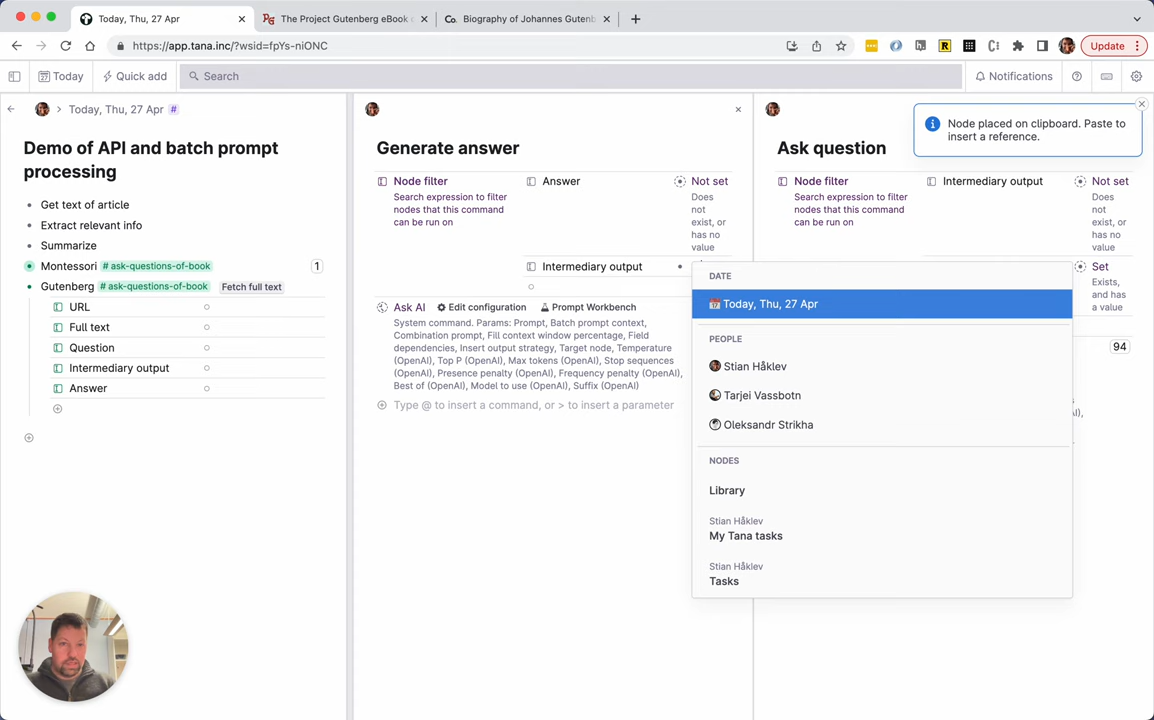 Today, Thu, 27 Apr
The Project Gutenberg eBook
Co. Biography of Johannes Gutenb
https://app.tana.inc/?wsid=fpYs-niONC
Update
Today
Quick add
Search
Notifications
Today, Thu, 27 Apr #
Demo of API and batch prompt
processing
Get text of article
Extract relevant info
Summarize
Montessori # ask-questions-of-book 1
Gutenberg # ask-questions-of-book Fetch full text
URL
Full text
Question
Intermediary output
Answer
Generate answer
Node filter
Search expression to filter
nodes that this command
can be run on
Answer
Not set
Does
not
exist, or
has no
value
Intermediary output
Ask AI Edit configuration Prompt Workbench
System command. Params: Prompt, Batch prompt context,
Combination prompt, Fill context window percentage, Field
dependencies, Insert output strategy, Target node, Temperature
(OpenAI), Top P (OpenAI), Max tokens (OpenAI), Stop sequences
(OpenAI), Presence penalty (OpenAI), Frequency penalty (OpenAI),
Best of (OpenAI), Model to use (OpenAI), Suffix (OpenAI)
Type @ to insert a command, or > to insert a parameter
DATE
Today, Thu, 27 Apr
PEOPLE
Stian Håklev
Tarjei Vassbotn
Oleksandr Strikha
NODES
Library
Stian Håklev
My Tana tasks
Stian Håklev
Tasks
Ask question
Node filter
Search expression to filter
nodes that this command
can be run on
Intermediary output
Not set
Does
not
exist, or
has no
value
Set
Exists,
and has
a value
94
Node placed on clipboard. Paste to
insert a reference.